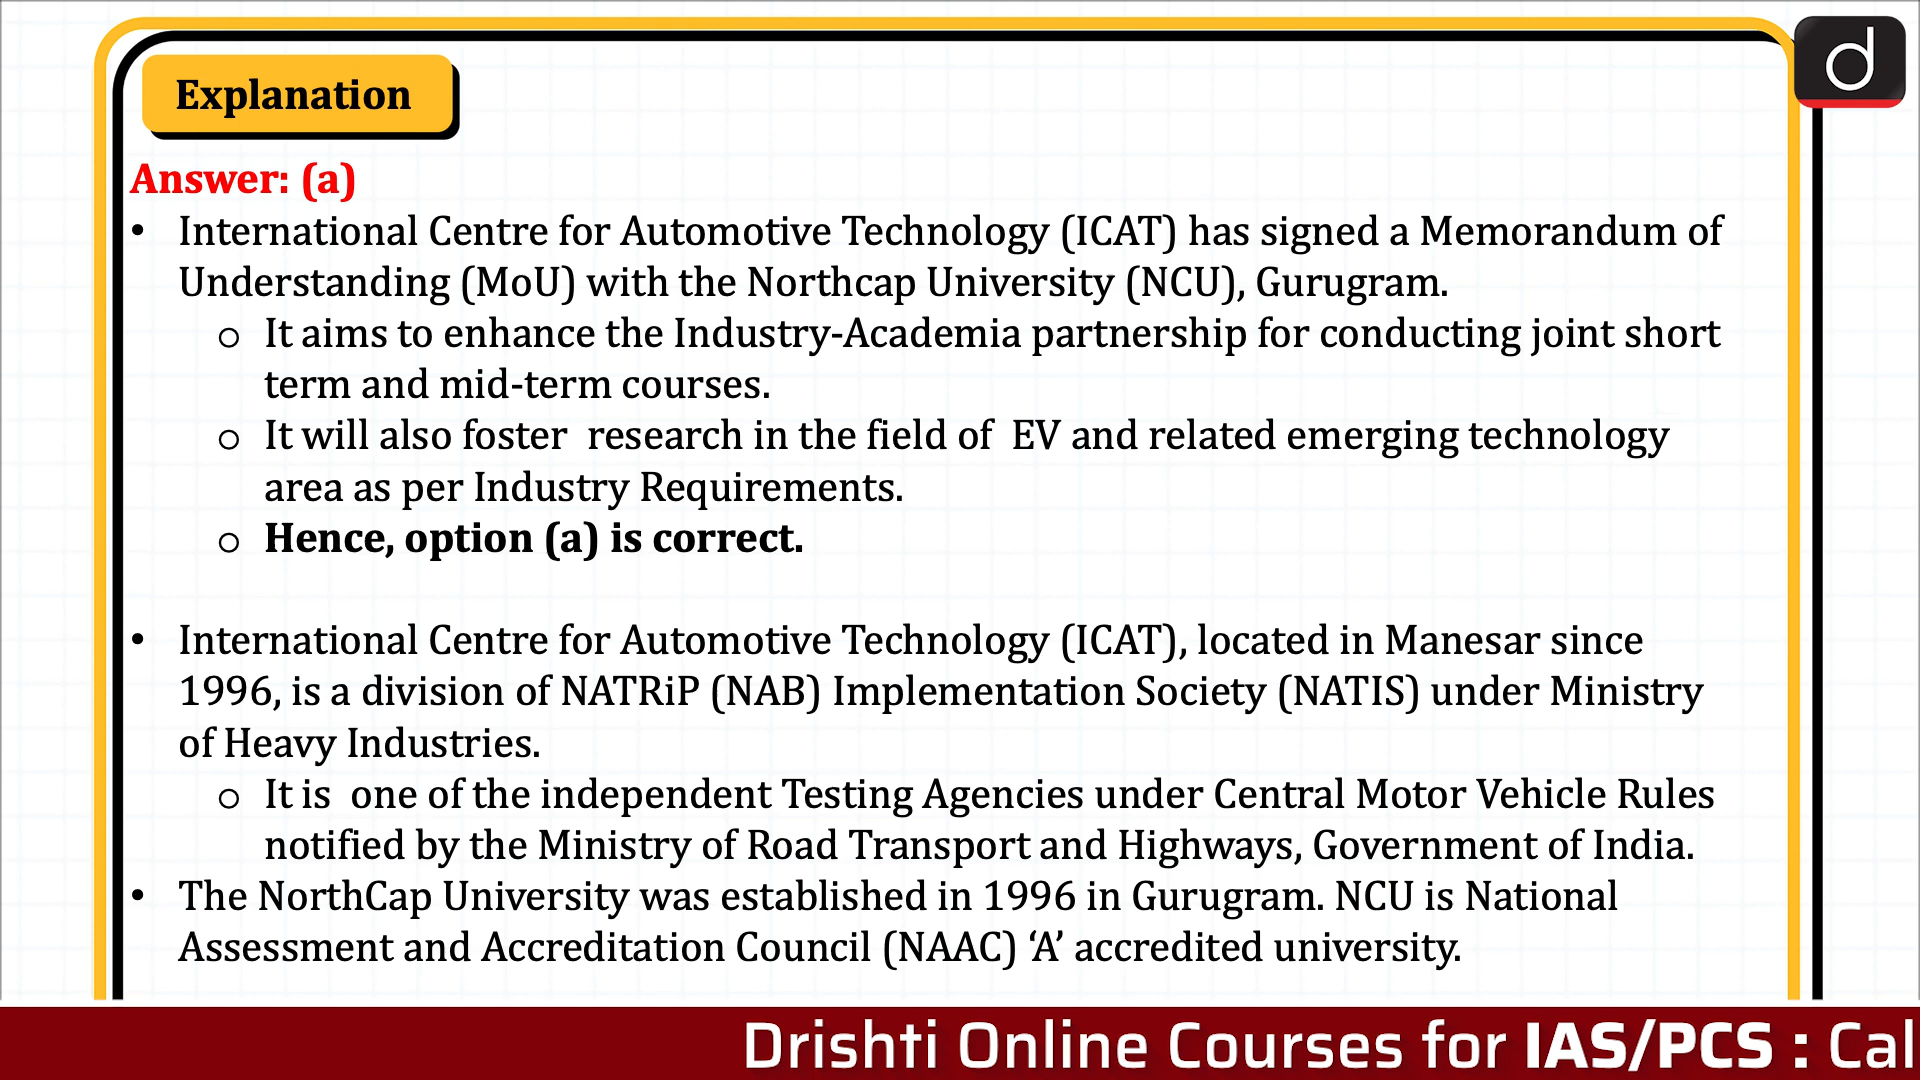 d
Explanation
Answer: (a)
• International Centre for Automotive Technology (ICAT) has signed a Memorandum of
Understanding (MoU) with the Northcap University (NCU), Gurugram.
o It aims to enhance the Industry-Academia partnership for conducting joint short
term and mid-term courses.
o It will also foster  research in the field of  EV and related emerging technology
area as per Industry Requirements.
o Hence, option (a) is correct.
• International Centre for Automotive Technology (ICAT), located in Manesar since
1996, is a division of NATRiP (NAB) Implementation Society (NATIS) under Ministry
of Heavy Industries.
o It is  one of the independent Testing Agencies under Central Motor Vehicle Rules
notified by the Ministry of Road Transport and Highways, Government of India.
• The NorthCap University was established in 1996 in Gurugram. NCU is National
Assessment and Accreditation Council (NAAC) ‘A’ accredited university.
Drishti Online Courses for IAS/PCS : Cal